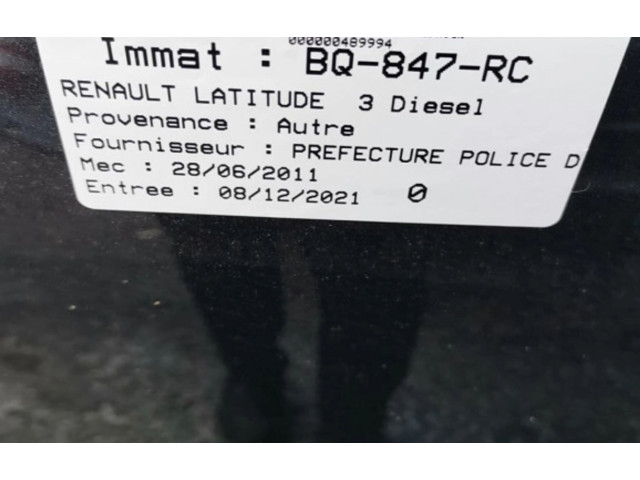 000000489994
Immat : BQ-847-RC
RENAULT LATITUDE 3 Diesel
Provenance : Autre
Fournisseur : PREFECTURE POLICE D
Mec : 28/06/2011
Entree : 08/12/2021 0